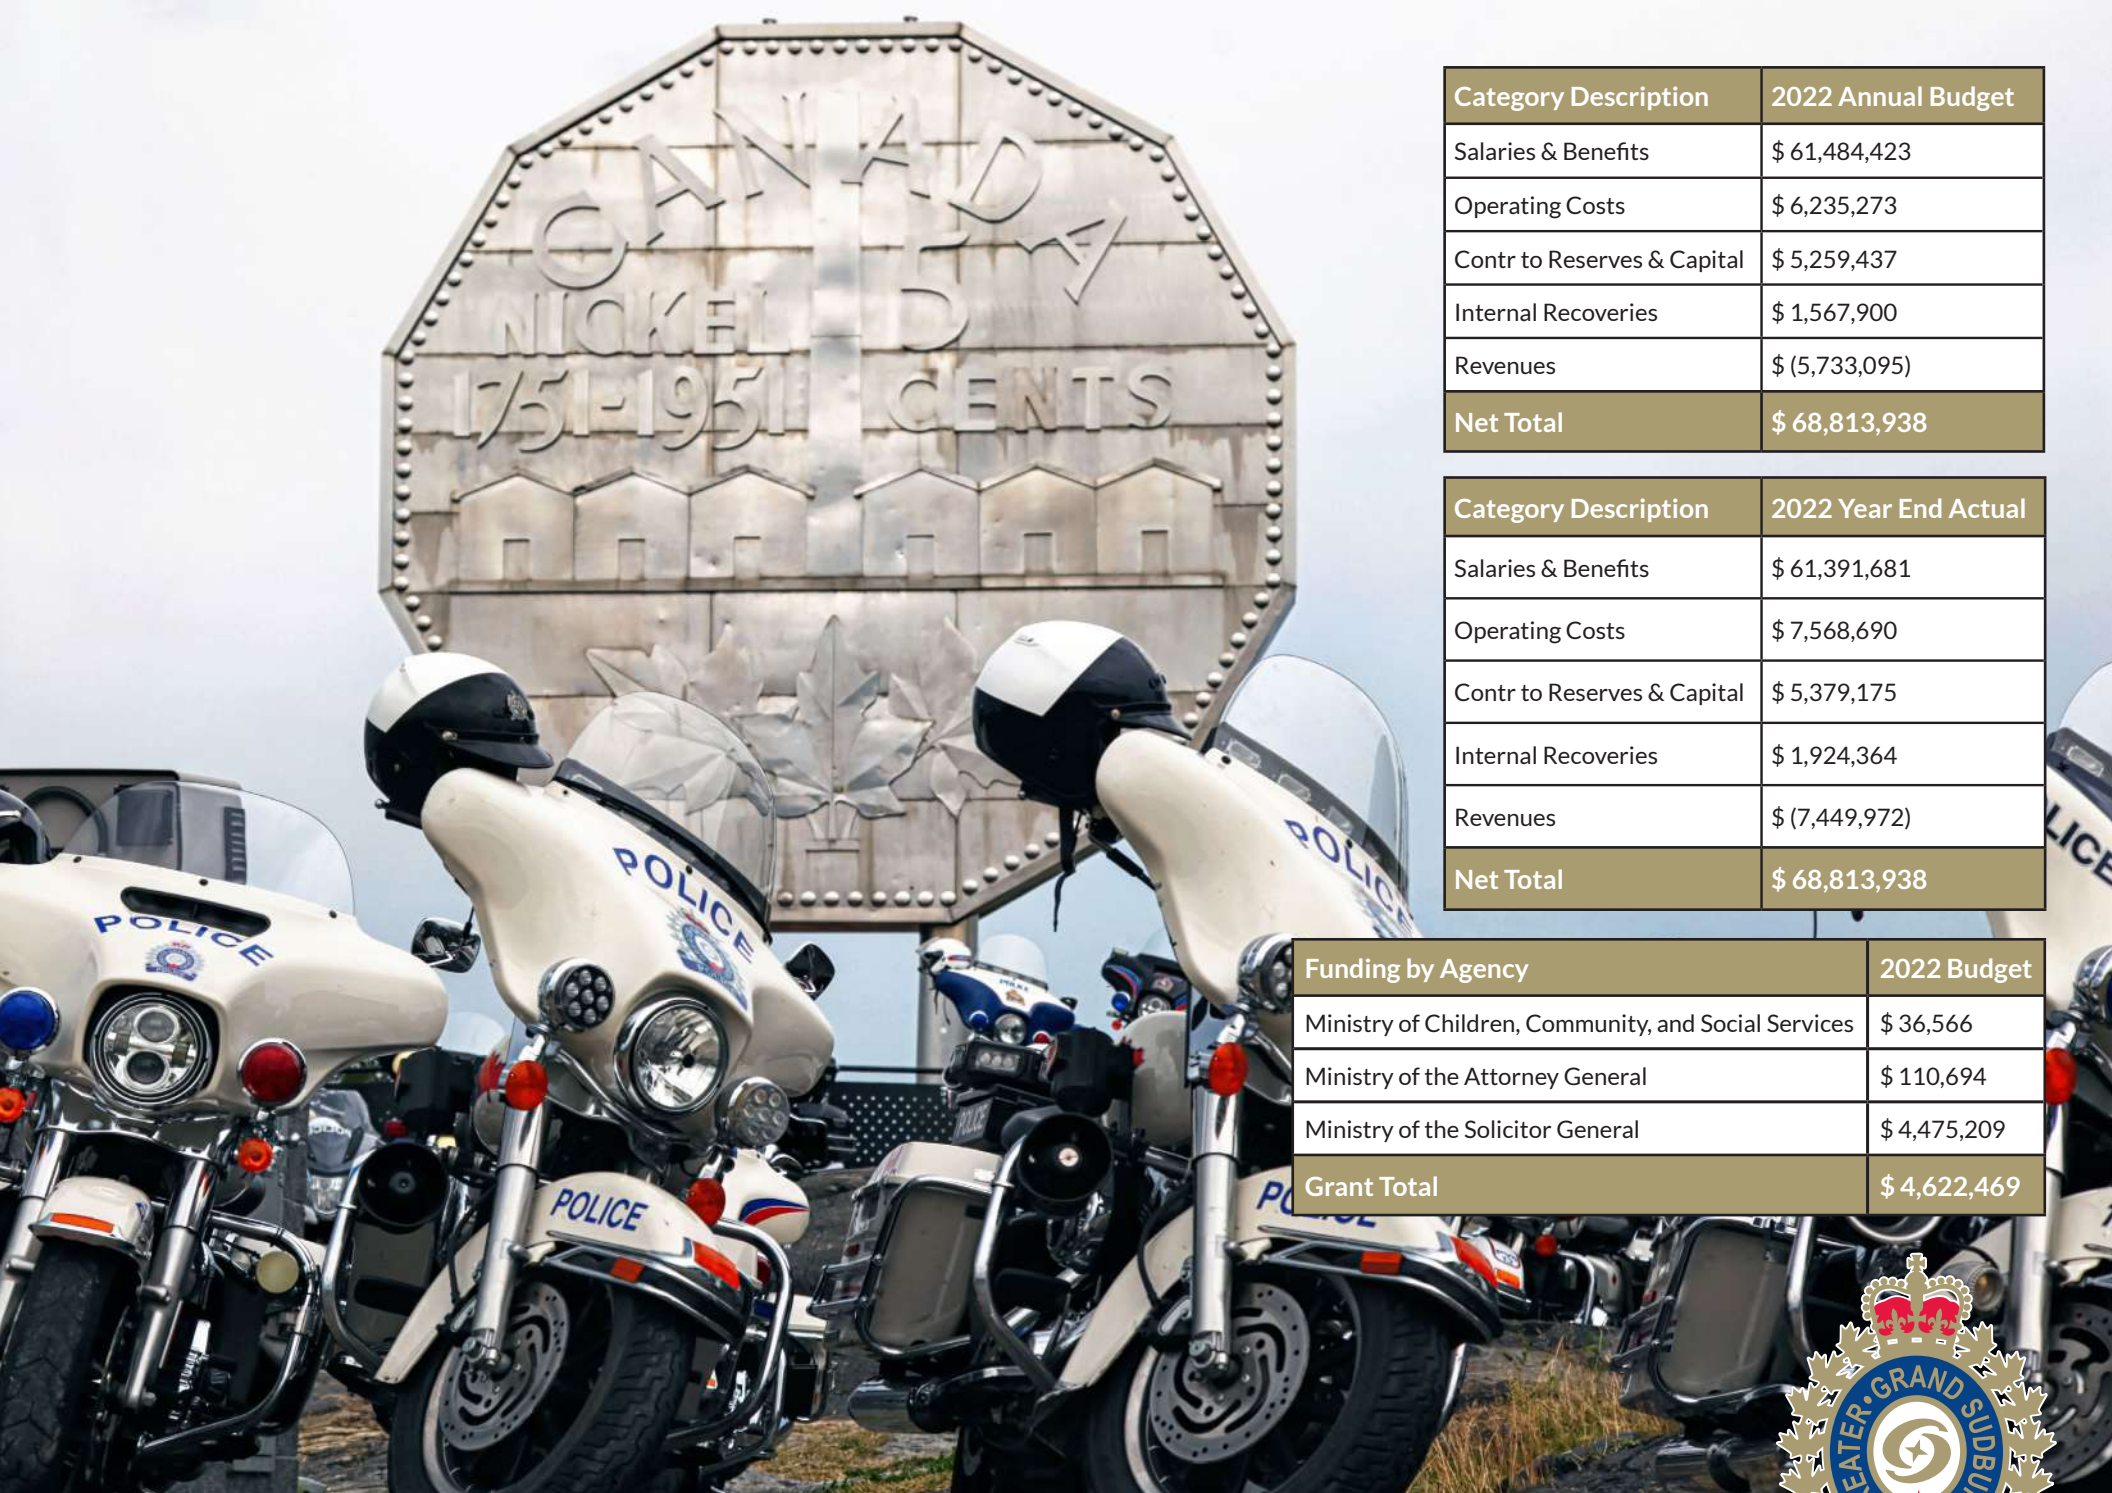 CANADA
NICKEL 5
1751-1951 CENTS
Category Description 2022 Annual Budget
Salaries & Benefits $ 61,484,423
Operating Costs $ 6,235,273
Contr to Reserves & Capital $ 5,259,437
Internal Recoveries $ 1,567,900
Revenues $ (5,733,095)
Net Total $ 68,813,938
Category Description 2022 Year End Actual
Salaries & Benefits $ 61,391,681
Operating Costs $ 7,568,690
Contr to Reserves & Capital $ 5,379,175
Internal Recoveries $ 1,924,364
Revenues $ (7,449,972)
Net Total $ 68,813,938
Funding by Agency 2022 Budget
Ministry of Children, Community, and Social Services $ 36,566
Ministry of the Attorney General $ 110,694
Ministry of the Solicitor General $ 4,475,209
Grant Total $ 4,622,469
POLICE
POLICE
POLICE
LICE
POLICE
POLICE
POLICE
EATER • GRAND SUDBU